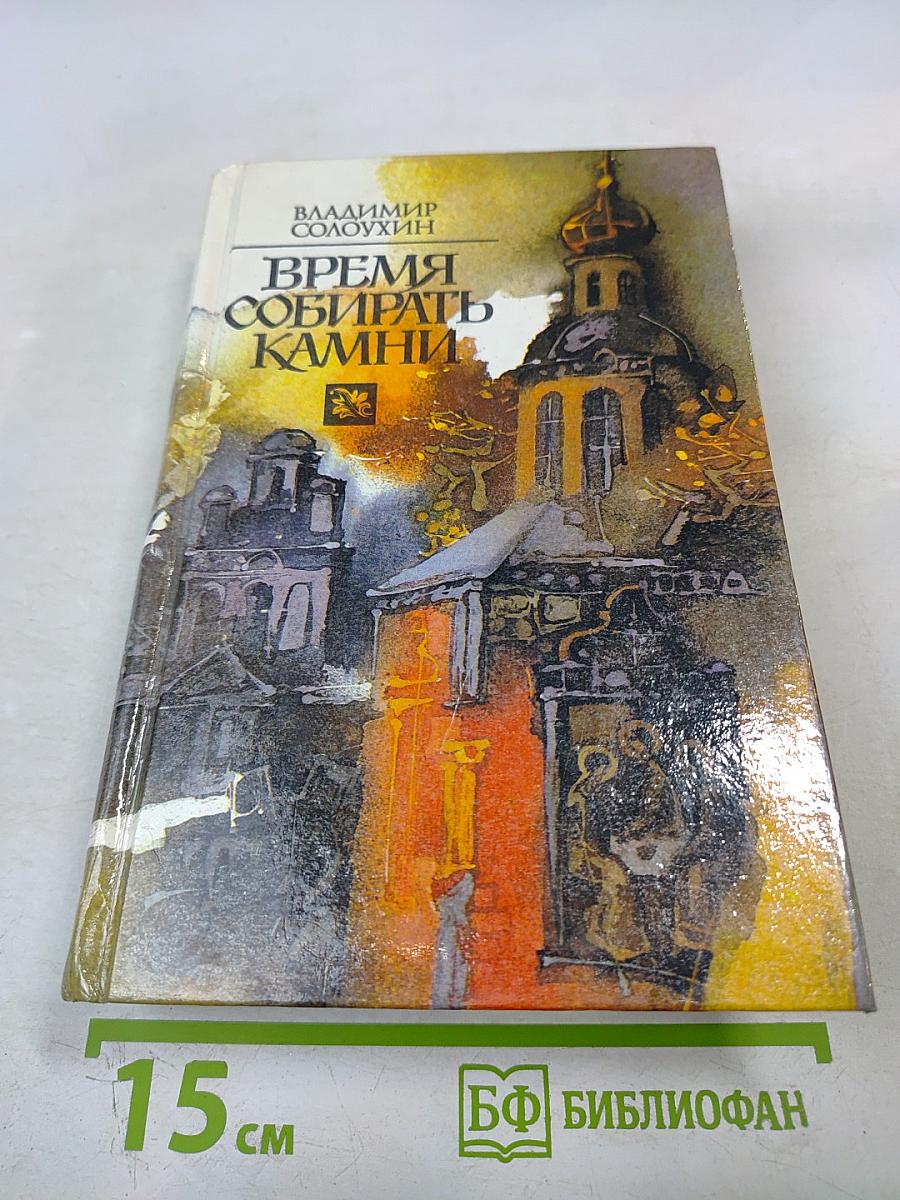 ВЛАДИМИР
СОЛОУХИН
ВРЕМЯ
СОБИРАТЬ
КАМНИ
15 см
БФ БИБЛИОФАН